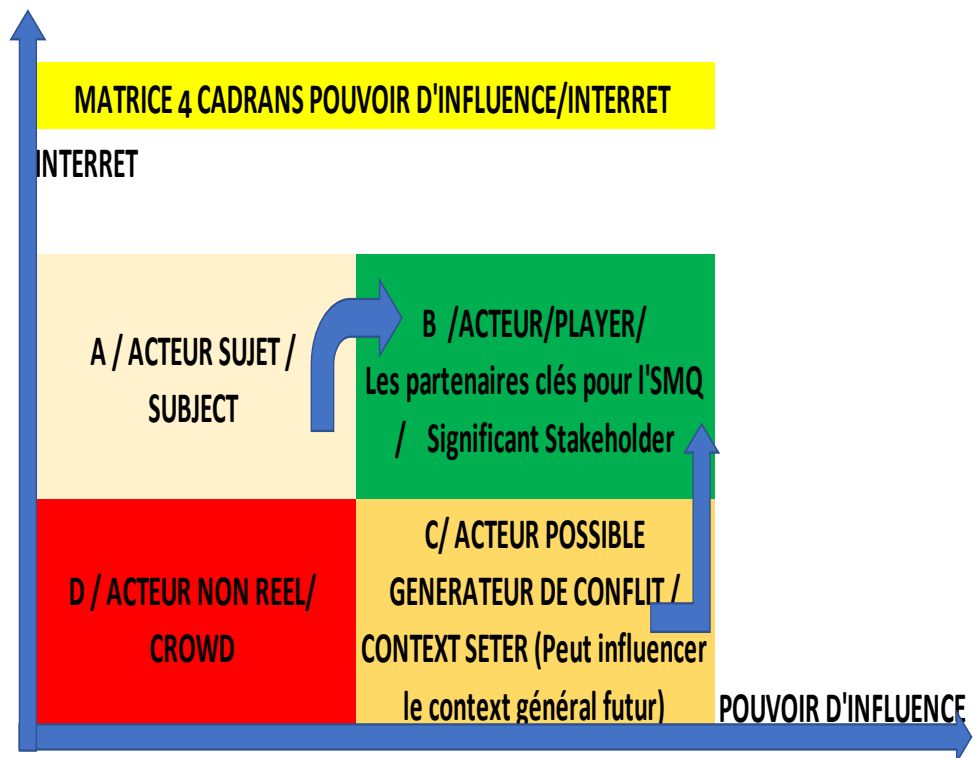 MATRICE 4 CADRANS POUVOIR D'INFLUENCE/INTERRET
INTERRET
A / ACTEUR SUJET /
SUBJECT
B /ACTEUR/PLAYER/
Les partenaires clés pour l'SMQ
/ Significant Stakeholder
D / ACTEUR NON REEL/
CROWD
C/ ACTEUR POSSIBLE
GENERATEUR DE CONFLIT /
CONTEXT SETER (Peut influencer
le context général futur)
POUVOIR D'INFLUENCE